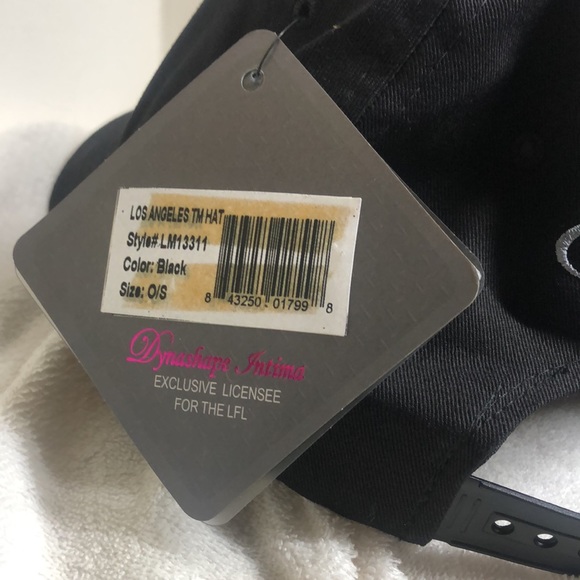 LOS ANGELES TM HAT
Style# LM13311
Color: Black
Size: O/S
8 43250 01799 8
Dynashape Intima
EXCLUSIVE LICENSEE
FOR THE LFL